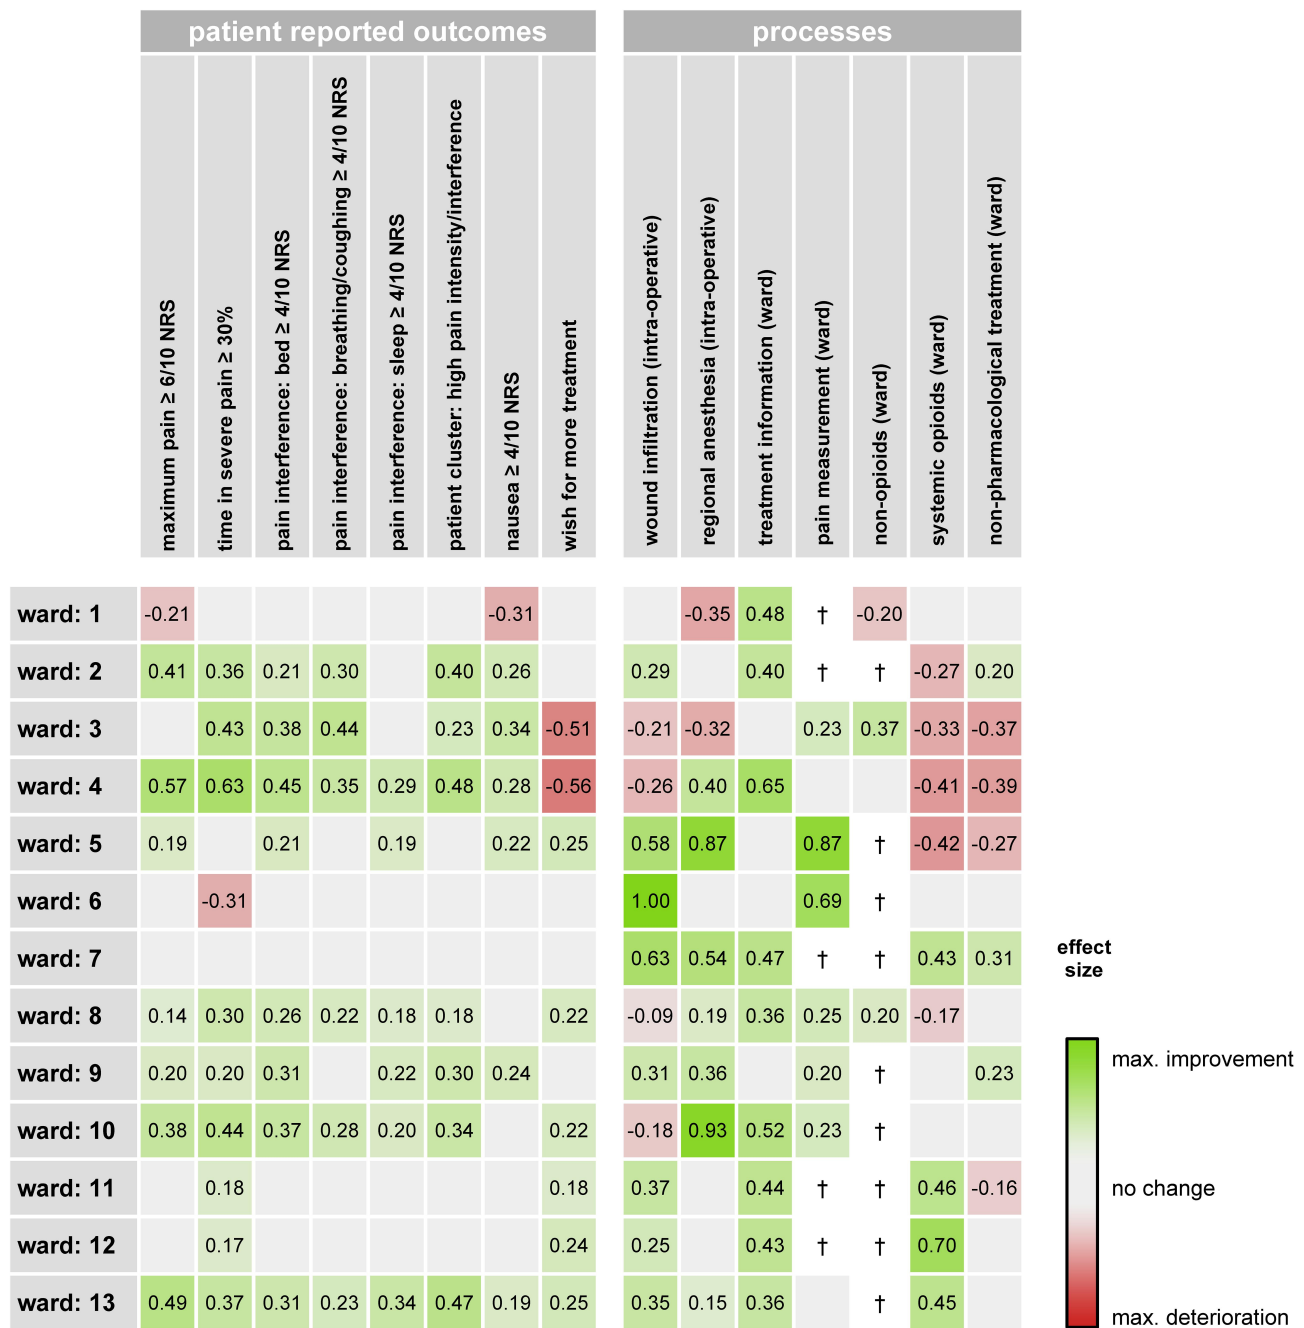 patient reported outcomes
processes
maximum pain ≥ 6/10 NRS
time in severe pain ≥ 30%
pain interference: bed ≥ 4/10 NRS
pain interference: breathing/coughing ≥ 4/10 NRS
pain interference: sleep ≥ 4/10 NRS
patient cluster: high pain intensity/interference
nausea ≥ 4/10 NRS
wish for more treatment
wound infiltration (intra-operative)
regional anesthesia (intra-operative)
treatment information (ward)
pain measurement (ward)
non-opioids (ward)
systemic opioids (ward)
non-pharmacological treatment (ward)
ward: 1 -0.21 -0.31 -0.35 0.48 † -0.20
ward: 2 0.41 0.36 0.21 0.30 0.40 0.26 0.29 0.40 † † -0.27 0.20
ward: 3 0.43 0.38 0.44 0.23 0.34 -0.51 -0.21 -0.32 0.23 0.37 -0.33 -0.37
ward: 4 0.57 0.63 0.45 0.35 0.29 0.48 0.28 -0.56 -0.26 0.40 0.65 -0.41 -0.39
ward: 5 0.19 0.21 0.19 0.22 0.25 0.58 0.87 0.87 † -0.42 -0.27
ward: 6 -0.31 1.00 0.69 †
ward: 7 0.63 0.54 0.47 † † 0.43 0.31
ward: 8 0.14 0.30 0.26 0.22 0.18 0.18 0.22 -0.09 0.19 0.36 0.25 0.20 -0.17
ward: 9 0.20 0.20 0.31 0.22 0.30 0.24 0.31 0.36 0.20 † 0.23
ward: 10 0.38 0.44 0.37 0.28 0.20 0.34 0.22 -0.18 0.93 0.52 0.23 †
ward: 11 0.18 0.18 0.37 0.44 † † 0.46 -0.16
ward: 12 0.17 0.24 0.25 0.43 † † 0.70
ward: 13 0.49 0.37 0.31 0.23 0.34 0.47 0.19 0.25 0.35 0.15 0.36 † 0.45
effect
size
max. improvement
no change
max. deterioration